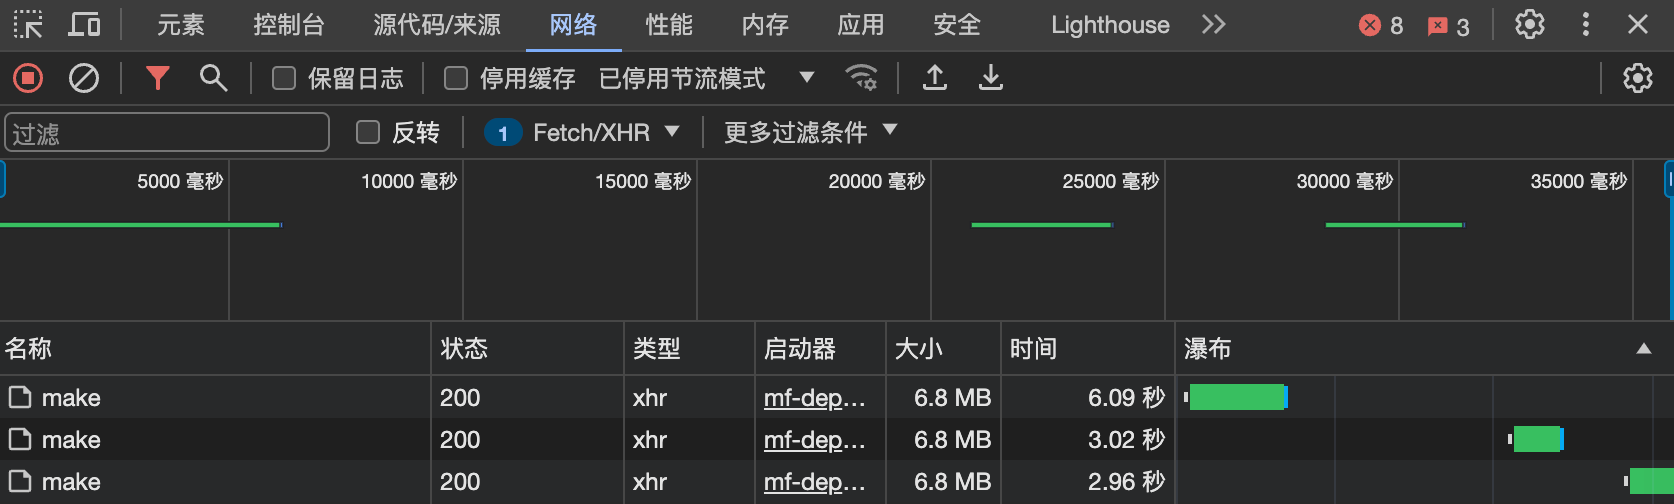 元素 控制台 源代码/来源 网络 性能 内存 应用 安全 Lighthouse 8 3
保留日志 停用缓存 已停用节流模式
过滤 反转 1 Fetch/XHR 更多过滤条件
5000 毫秒 10000 毫秒 15000 毫秒 20000 毫秒 25000 毫秒 30000 毫秒 35000 毫秒
名称 状态 类型 启动器 大小 时间 瀑布
make 200 xhr mf-dep… 6.8 MB 6.09 秒
make 200 xhr mf-dep… 6.8 MB 3.02 秒
make 200 xhr mf-dep… 6.8 MB 2.96 秒